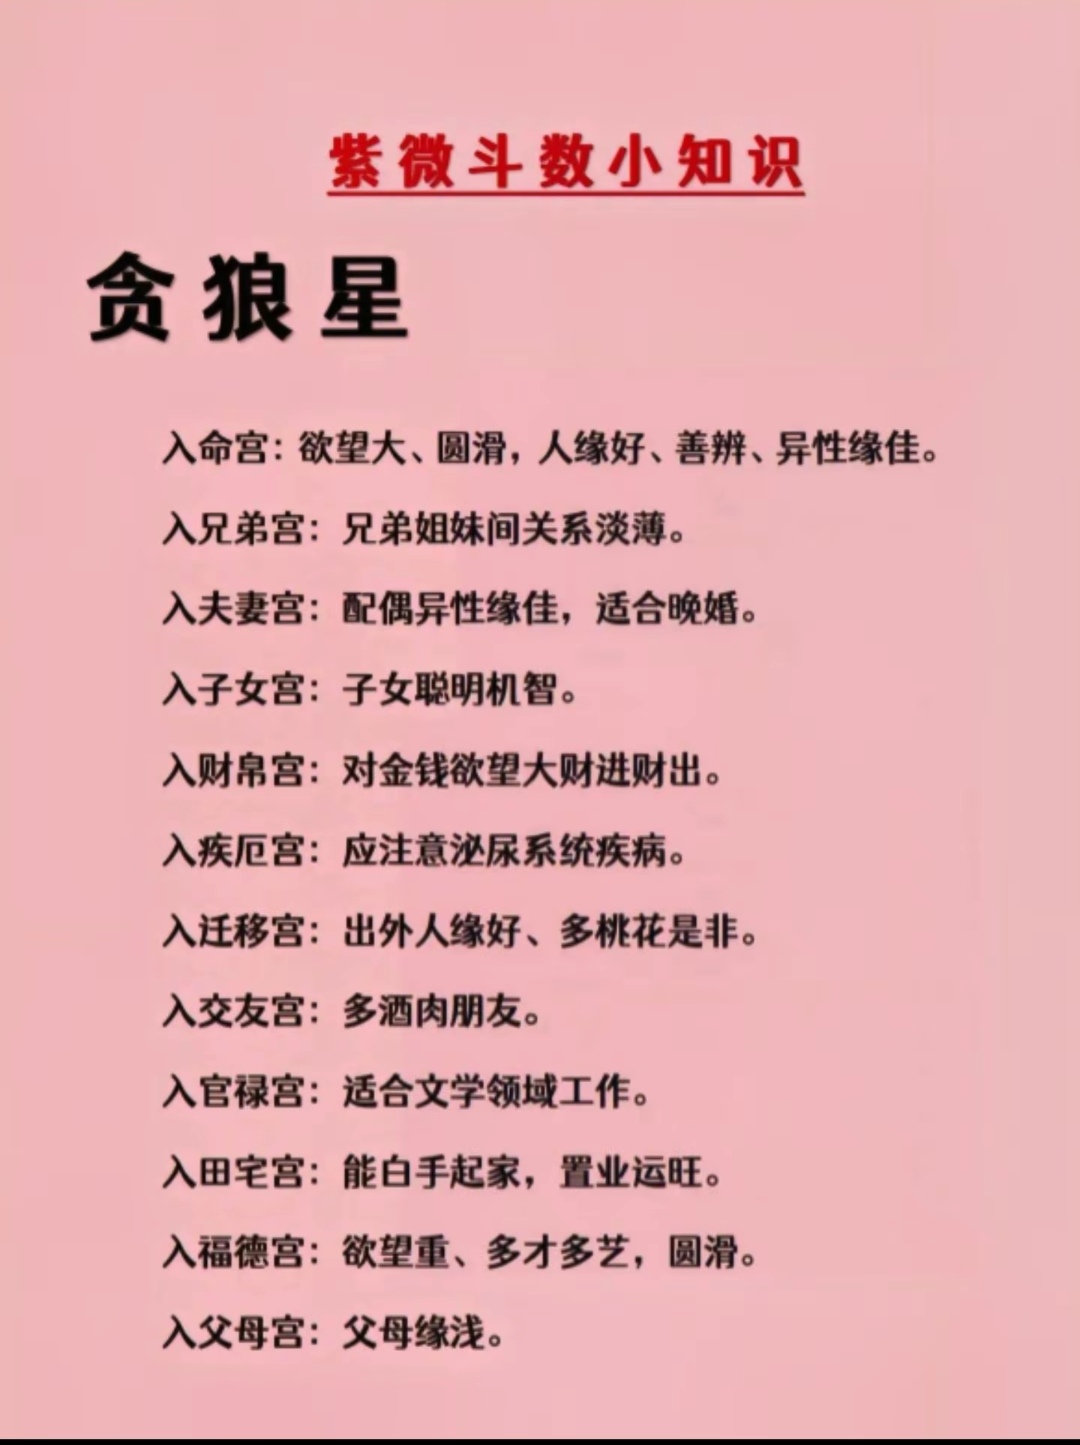 紫微斗数小知识
贪狼星
入命宫：欲望大、圆滑，人缘好、善辨、异性缘佳。
入兄弟宫：兄弟姐妹间关系淡薄。
入夫妻宫：配偶异性缘佳，适合晚婚。
入子女宫：子女聪明机智。
入财帛宫：对金钱欲望大财进财出。
入疾厄宫：应注意泌尿系统疾病。
入迁移宫：出外人缘好、多桃花是非。
入交友宫：多酒肉朋友。
入官禄宫：适合文学领域工作。
入田宅宫：能白手起家，置业运旺。
入福德宫：欲望重、多才多艺，圆滑。
入父母宫：父母缘浅。